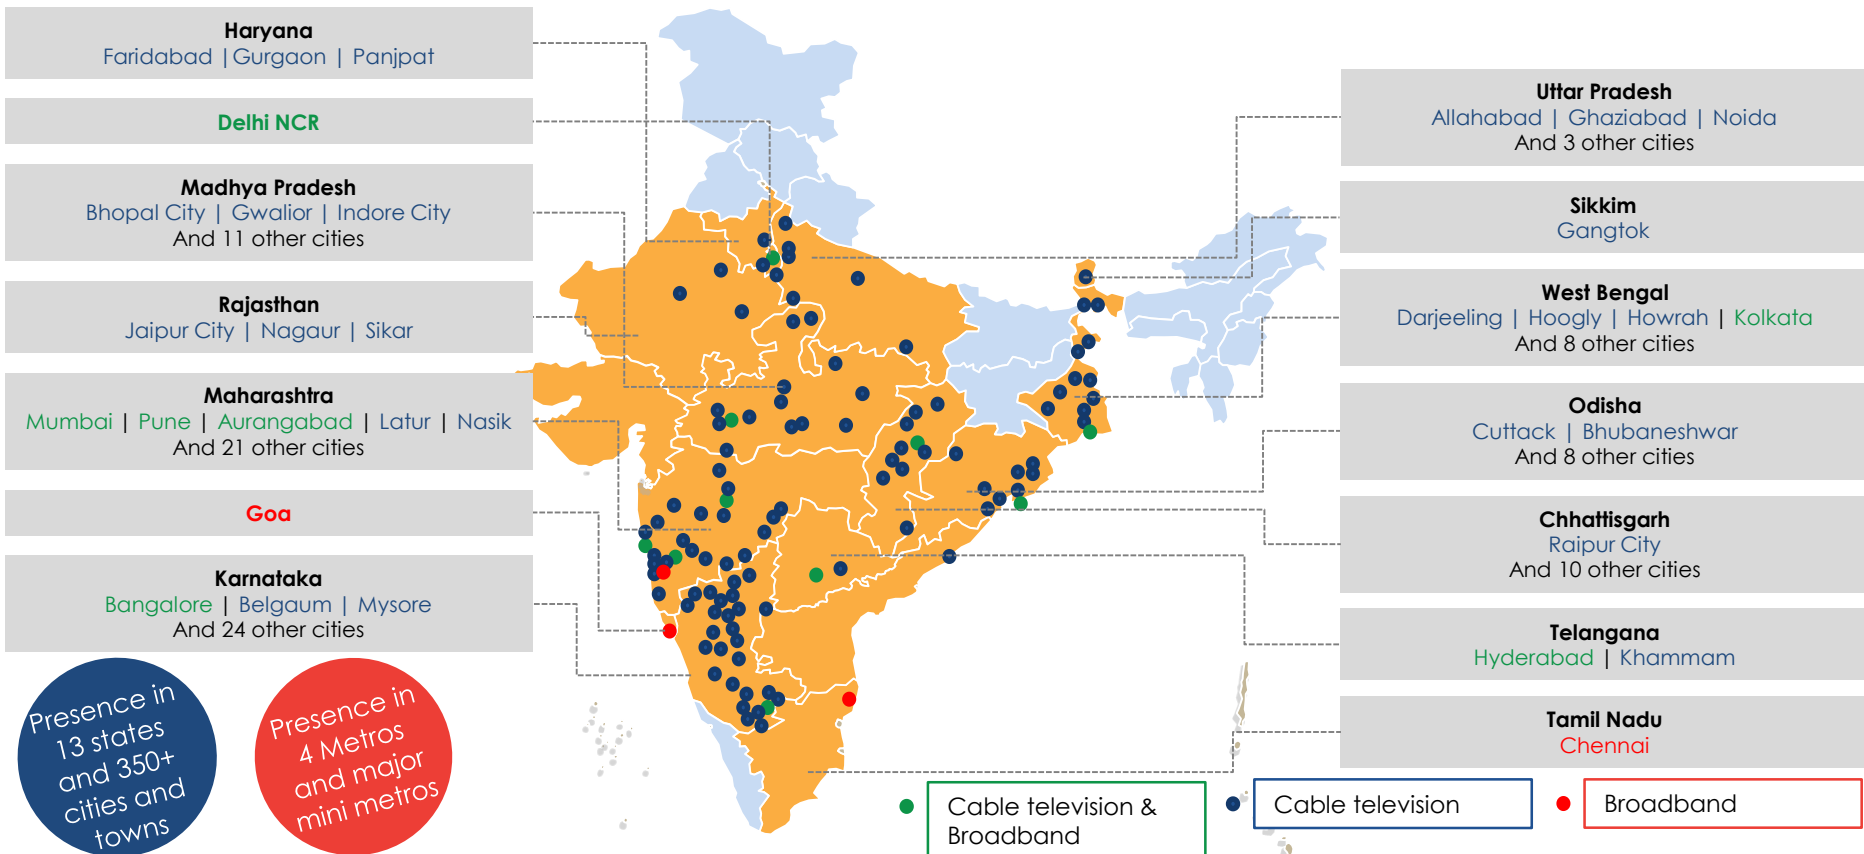 Haryana
Faridabad |Gurgaon | Panjpat
Delhi NCR
Madhya Pradesh
Bhopal City | Gwalior | Indore City
And 11 other cities
Rajasthan
Jaipur City | Nagaur | Sikar
Maharashtra
Mumbai | Pune | Aurangabad | Latur | Nasik
And 21 other cities
Goa
Karnataka
Bangalore | Belgaum | Mysore
And 24 other cities
Presence in
13 states
and 350+
cities and
towns
Presence in
4 Metros
and major
mini metros
Uttar Pradesh
Allahabad | Ghaziabad | Noida
And 3 other cities
Sikkim
Gangtok
West Bengal
Darjeeling | Hoogly | Howrah | Kolkata
And 8 other cities
Odisha
Cuttack | Bhubaneshwar
And 8 other cities
Chhattisgarh
Raipur City
And 10 other cities
Telangana
Hyderabad | Khammam
Tamil Nadu
Chennai
Cable television &
Broadband
Cable television
Broadband